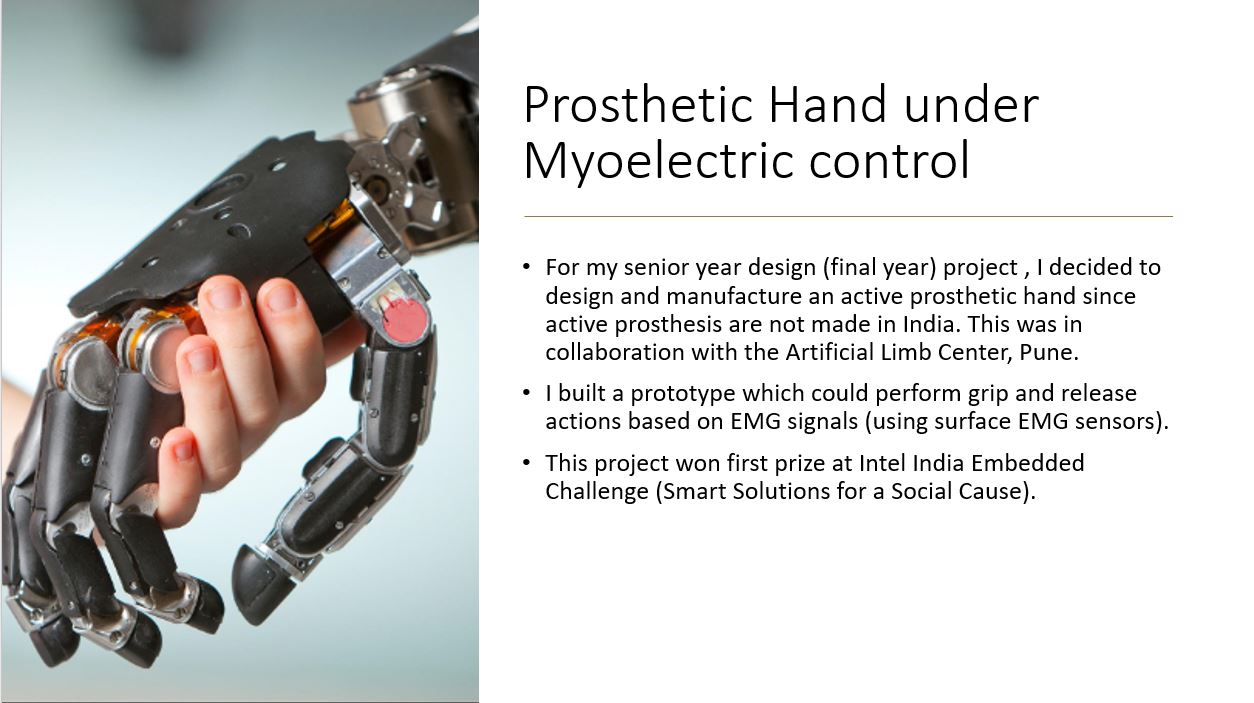 Prosthetic Hand under
Myoelectric control
• For my senior year design (final year) project , I decided to
design and manufacture an active prosthetic hand since
active prosthesis are not made in India. This was in
collaboration with the Artificial Limb Center, Pune.
• I built a prototype which could perform grip and release
actions based on EMG signals (using surface EMG sensors).
• This project won first prize at Intel India Embedded
Challenge (Smart Solutions for a Social Cause).